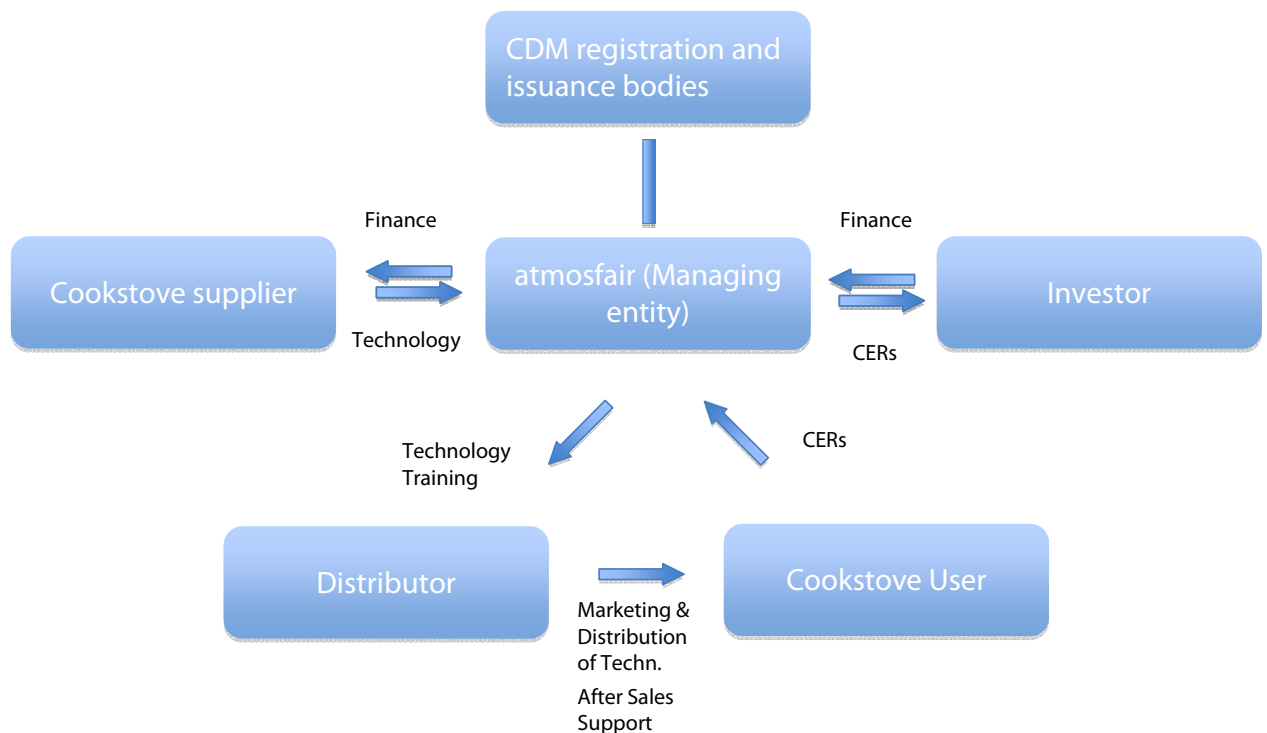 CDM registration and
issuance bodies
Finance
Finance
Cookstove supplier
atmosfair (Managing
entity)
Investor
Technology
CERs
Technology
Training
CERs
Distributor
Cookstove User
Marketing &
Distribution
of Techn.
After Sales
Support